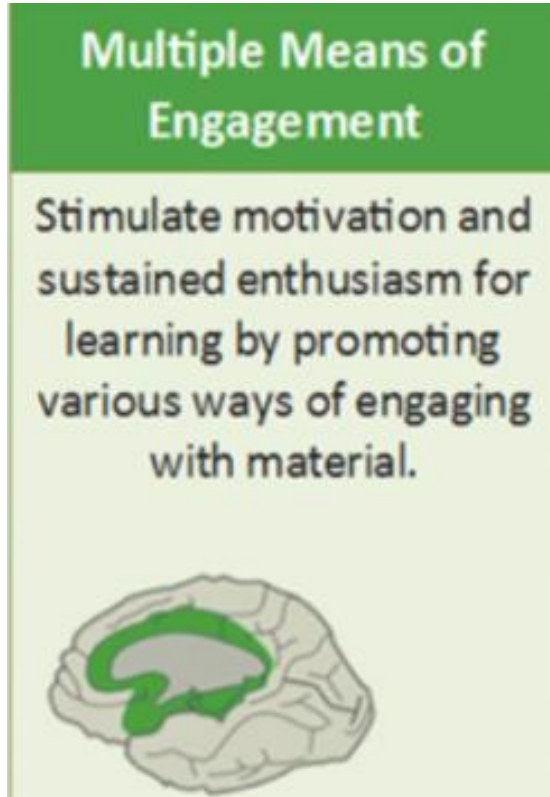 Multiple Means of
Engagement
Stimulate motivation and
sustained enthusiasm for
learning by promoting
various ways of engaging
with material.